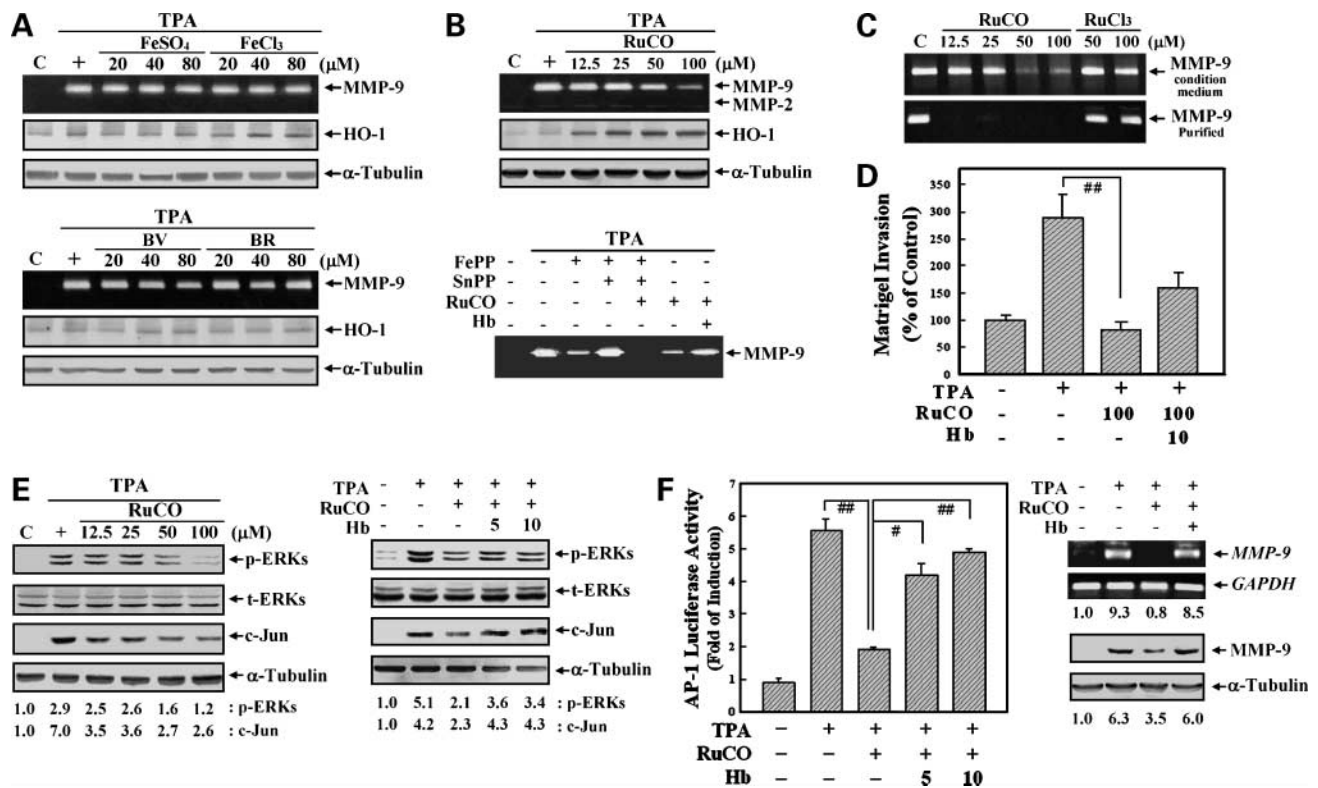 A
TPA
FeSO₄ FeCl₃
C + 20 40 80 20 40 80 (μM)
MMP-9
HO-1
α-Tubulin
TPA
BV BR
C + 20 40 80 20 40 80 (μM)
MMP-9
HO-1
α-Tubulin
B
TPA
RuCO
C + 12.5 25 50 100 (μM)
MMP-9
MMP-2
HO-1
α-Tubulin
TPA
FePP - - + + + - -
SnPP - - - + + - -
RuCO - - - - + + +
Hb - - - - - - +
MMP-9
C
RuCO RuCl₃
C 12.5 25 50 100 50 100 (μM)
MMP-9
condition
medium
MMP-9
Purified
D
Matrigel Invasion
(% of Control)
350
300
250
200
150
100
50
0
##
TPA - + + +
RuCO - - 100 100
Hb - - - 10
E
TPA
RuCO
C + 12.5 25 50 100 (μM)
p-ERKs
t-ERKs
c-Jun
α-Tubulin
1.0 2.9 2.5 2.6 1.6 1.2 : p-ERKs
1.0 7.0 3.5 3.6 2.7 2.6 : c-Jun
- + + + + TPA
- - + + + RuCO
- - - 5 10 Hb
p-ERKs
t-ERKs
c-Jun
α-Tubulin
1.0 5.1 2.1 3.6 3.4 : p-ERKs
1.0 4.2 2.3 4.3 4.3 : c-Jun
F
AP-1 Luciferase Activity
(Fold of Induction)
7
6
5
4
3
2
1
0
##
#
##
TPA – + + + +
RuCO – – + + +
Hb – – – 5 10
TPA - + + +
RuCO - - + +
Hb - - - +
MMP-9
GAPDH
1.0 9.3 0.8 8.5
MMP-9
α-Tubulin
1.0 6.3 3.5 6.0